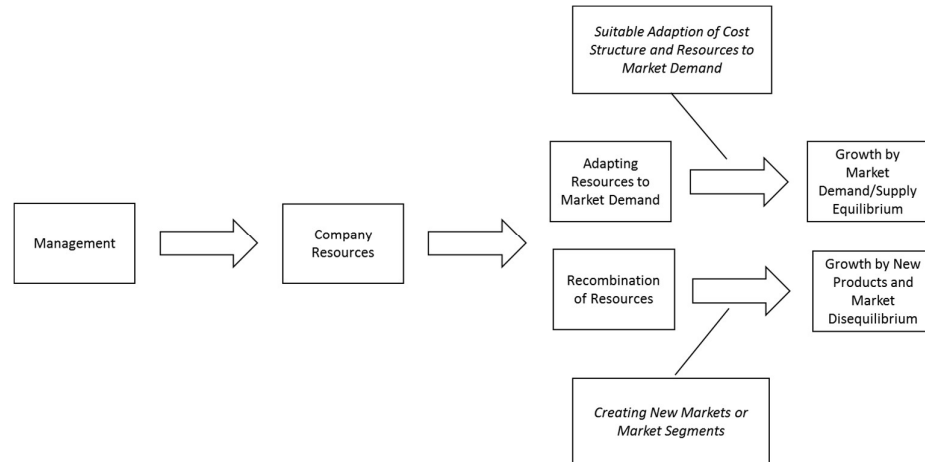 Suitable Adaption of Cost
Structure and Resources to
Market Demand
Adapting
Resources to
Market Demand
Growth by
Market
Demand/Supply
Equilibrium
Management
Company
Resources
Recombination
of Resources
Growth by New
Products and
Market
Disequilibrium
Creating New Markets or
Market Segments